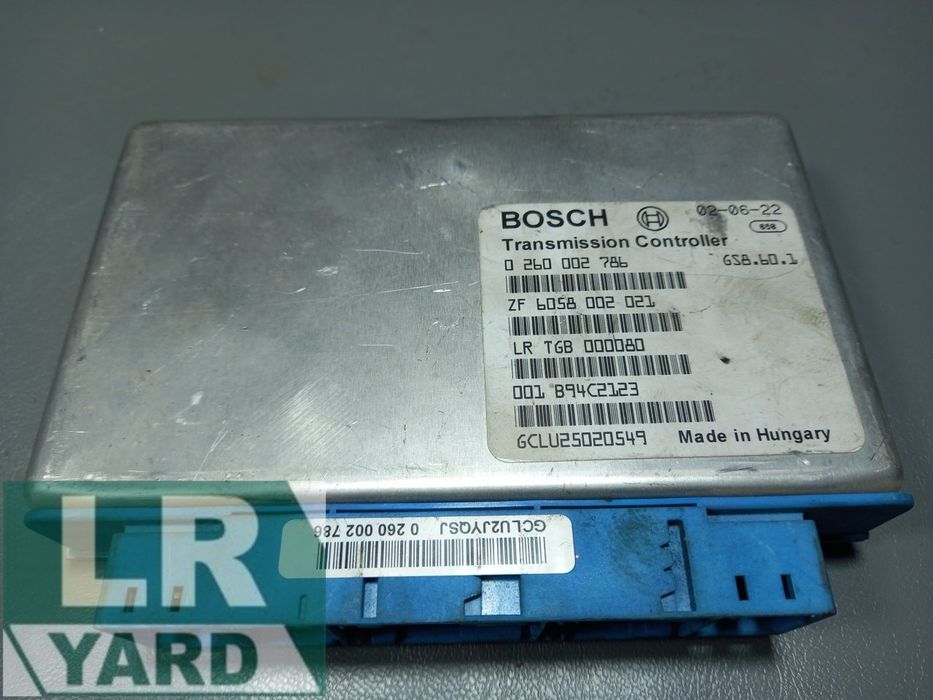 BOSCH 02-06-22
858
Transmission Controller
0 260 002 786 GS8.60.1
ZF 6058 002 021
LR TGB 000080
001 B94C2123
GCLU25020549 Made in Hungary
GCLU2JYQSJ
0 260 002 786
LR
YARD